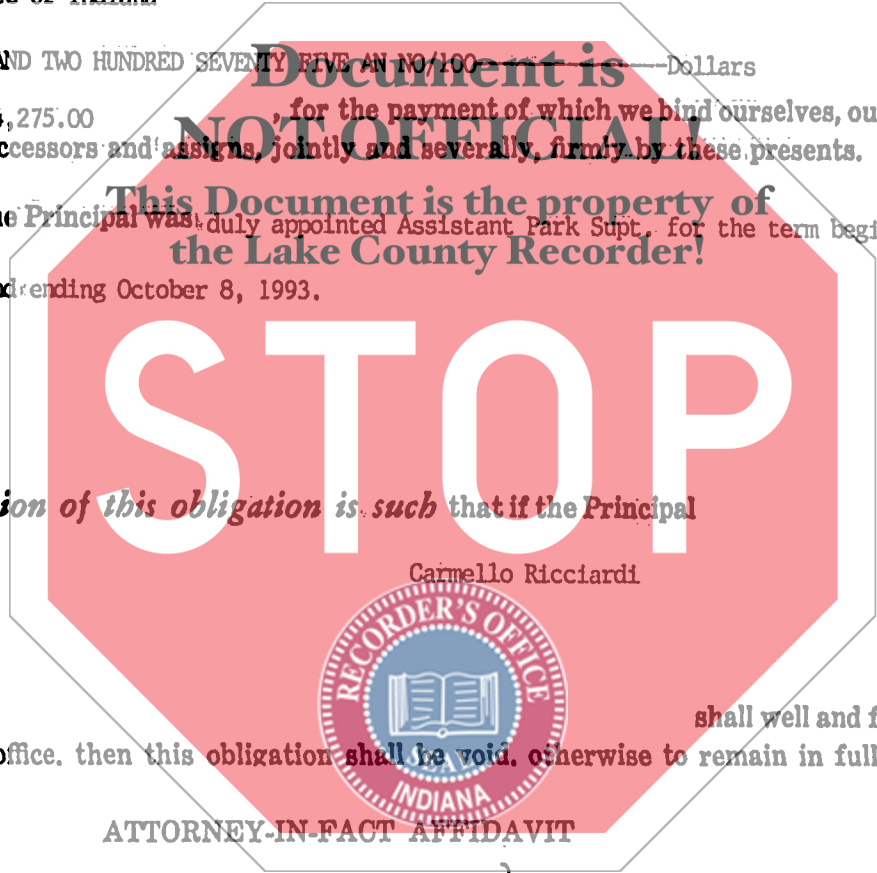 AND TWO HUNDRED SEVENTY FIVE AN NO/100 Dollars
Document is
,275.00 , for the payment of which we bind ourselves, ou
NOT OFFICIAL!
ccessors and assigns, jointly and severally, firmly by these presents.
This Document is the property of
e Principal was duly appointed Assistant Park Supt. for the term begi
the Lake County Recorder!
d ending October 8, 1993.
STOP
ion of this obligation is such that if the Principal
Carmello Ricciardi
RECORDER'S OFFICE
shall well and f
office, then this obligation shall be void, otherwise to remain in full
INDIANA
ATTORNEY-IN-FACT AFFIDAVIT